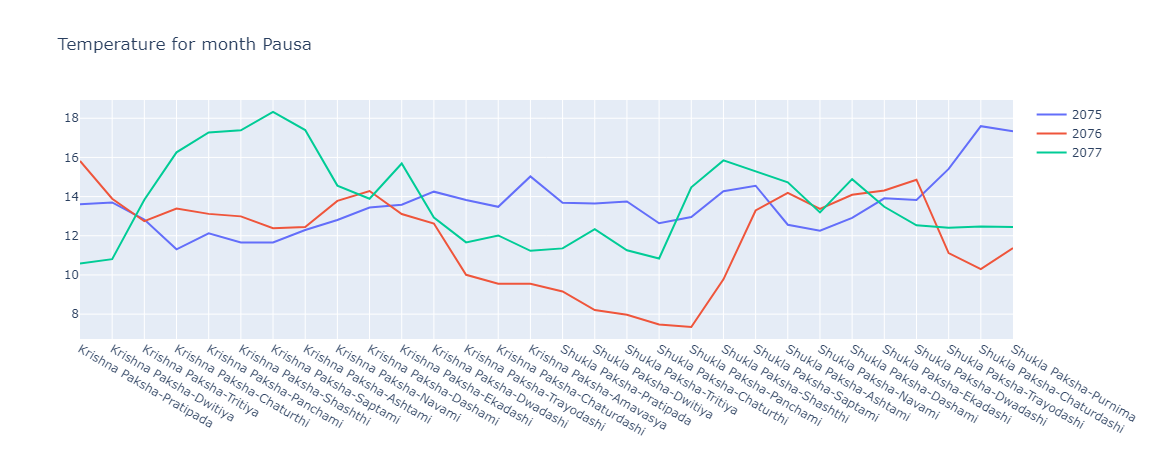 Temperature for month Pausa
2075
2076
2077
18
16
14
12
10
8
Krishna Paksha-Pratipada
Krishna Paksha-Dwitiya
Krishna Paksha-Tritiya
Krishna Paksha-Chaturthi
Krishna Paksha-Panchami
Krishna Paksha-Shasthi
Krishna Paksha-Saptami
Krishna Paksha-Ashtami
Krishna Paksha-Navami
Krishna Paksha-Dashami
Krishna Paksha-Ekadashi
Krishna Paksha-Dwadashi
Krishna Paksha-Trayodashi
Krishna Paksha-Chaturdashi
Krishna Paksha-Amavasya
Shukla Paksha-Pratipada
Shukla Paksha-Dwitiya
Shukla Paksha-Tritiya
Shukla Paksha-Chaturthi
Shukla Paksha-Panchami
Shukla Paksha-Shashthi
Shukla Paksha-Saptami
Shukla Paksha-Ashtami
Shukla Paksha-Navami
Shukla Paksha-Dashami
Shukla Paksha-Ekadashi
Shukla Paksha-Dwadashi
Shukla Paksha-Trayodashi
Shukla Paksha-Chaturdashi
Shukla Paksha-Purnima